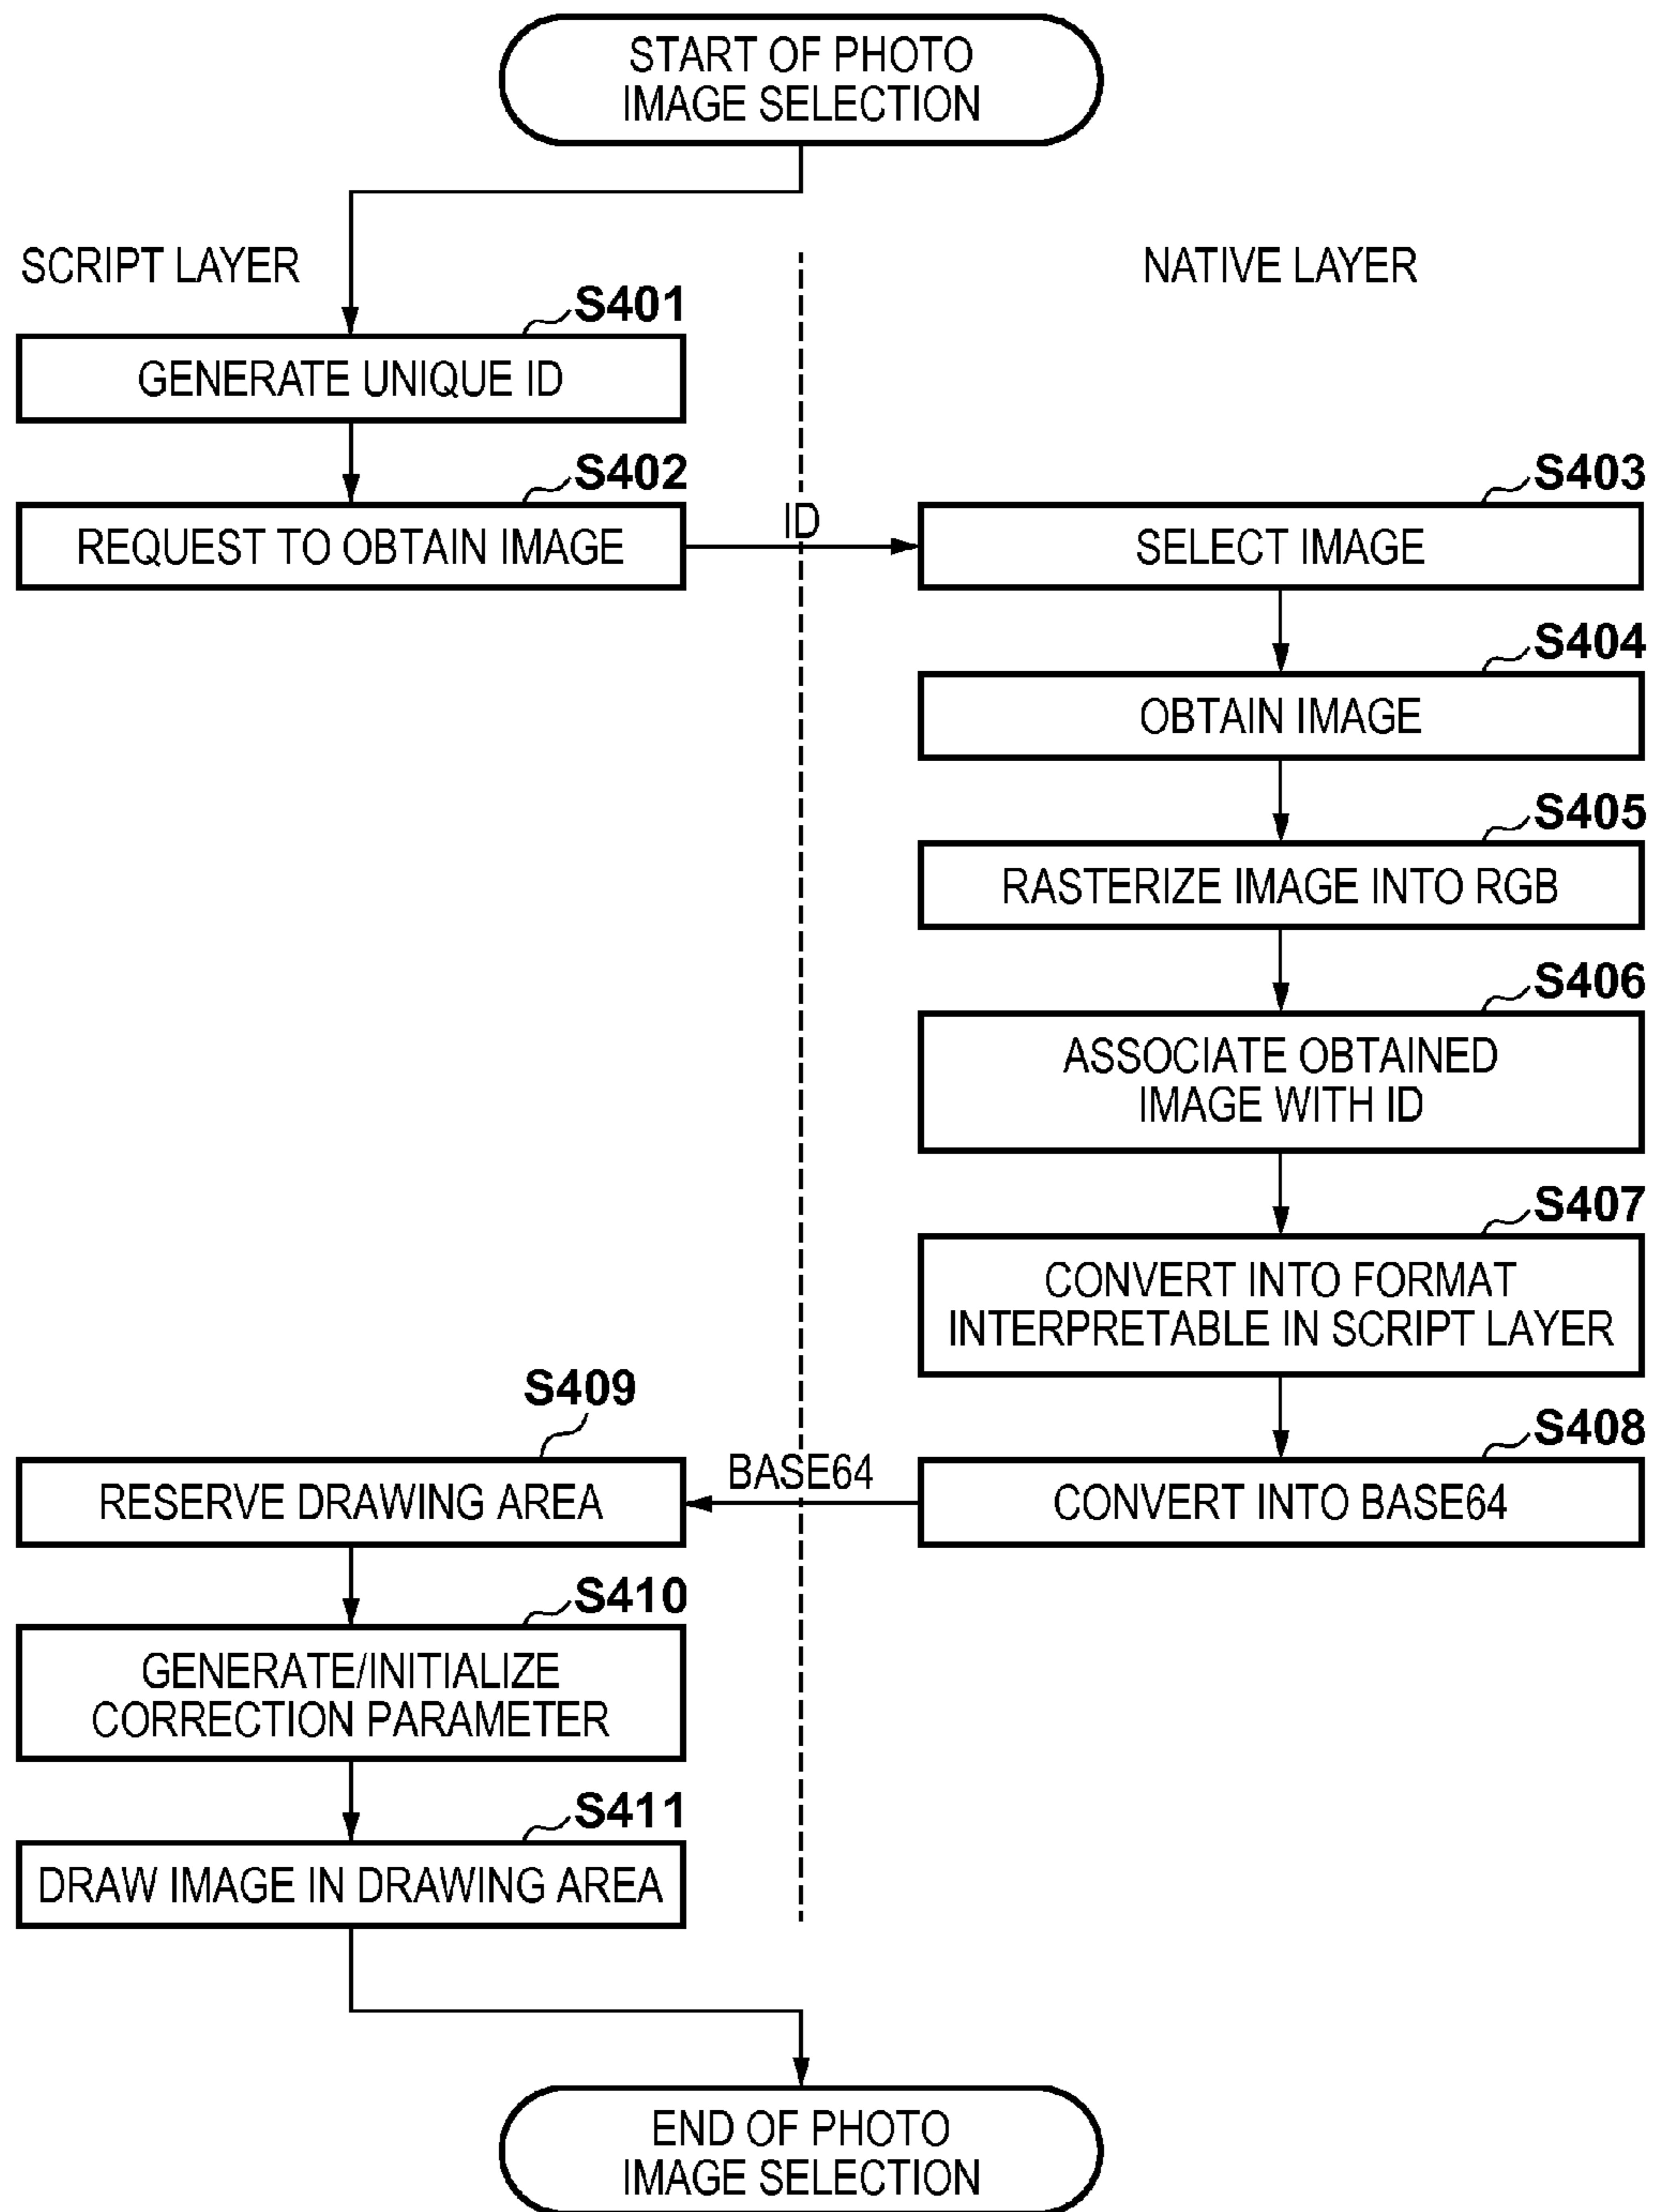 START OF PHOTO
IMAGE SELECTION
SCRIPT LAYER
NATIVE LAYER
S401
GENERATE UNIQUE ID
S402
REQUEST TO OBTAIN IMAGE
ID
S403
SELECT IMAGE
S404
OBTAIN IMAGE
S405
RASTERIZE IMAGE INTO RGB
S406
ASSOCIATE OBTAINED
IMAGE WITH ID
S407
CONVERT INTO FORMAT
INTERPRETABLE IN SCRIPT LAYER
S408
CONVERT INTO BASE64
BASE64
S409
RESERVE DRAWING AREA
S410
GENERATE/INITIALIZE
CORRECTION PARAMETER
S411
DRAW IMAGE IN DRAWING AREA
END OF PHOTO
IMAGE SELECTION